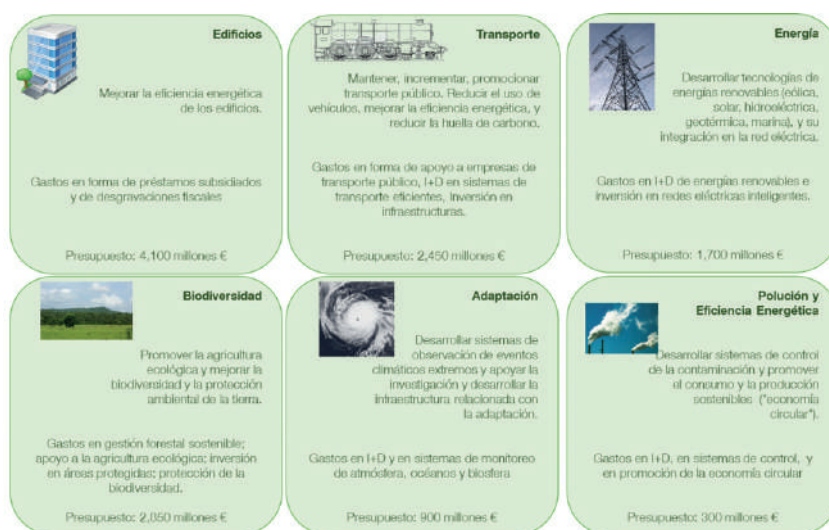 Edificios
Mejorar la eficiencia energética
de los edificios.
Gastos en forma de préstamos subsidiados
y de desgravaciones fiscales
Presupuesto: 4,100 millones €
Transporte
Mantener, incrementar, promocionar
transporte público. Reducir el uso de
vehículos, mejorar la eficiencia energética, y
reducir la huella de carbono.
Gastos en forma de apoyo a empresas de
transporte público, I+D en sistemas de
transporte eficientes, Inversión en
infraestructuras.
Presupuesto: 2,450 millones €
Energía
Desarrollar tecnologías de
energías renovables (eólica,
solar, hidroeléctrica,
geotérmica, marina), y su
integración en la red eléctrica.
Gastos en I+D de energías renovables e
inversión en redes eléctricas inteligentes.
Presupuesto: 1,700 millones €
Biodiversidad
Promover la agricultura
ecológica y mejorar la
biodiversidad y la protección
ambiental de la tierra.
Gastos en gestión forestal sostenible;
apoyo a la agricultura ecológica; inversión
en áreas protegidas; protección de la
biodiversidad.
Presupuesto: 2,050 millones €
Adaptación
Desarrollar sistemas de
observación de eventos
climáticos extremos y apoyar la
investigación y desarrollar la
infraestructura relacionada con
la adaptación.
Gastos en I+D y en sistemas de monitoreo
de atmósfera, océanos y biosfera
Presupuesto: 900 millones €
Polución y
Eficiencia Energética
Desarrollar sistemas de control
de la contaminación y promover
el consumo y la producción
sostenibles ("economía
circular").
Gastos en I+D, en sistemas de control, y
en promoción de la economía circular
Presupuesto: 300 millones €